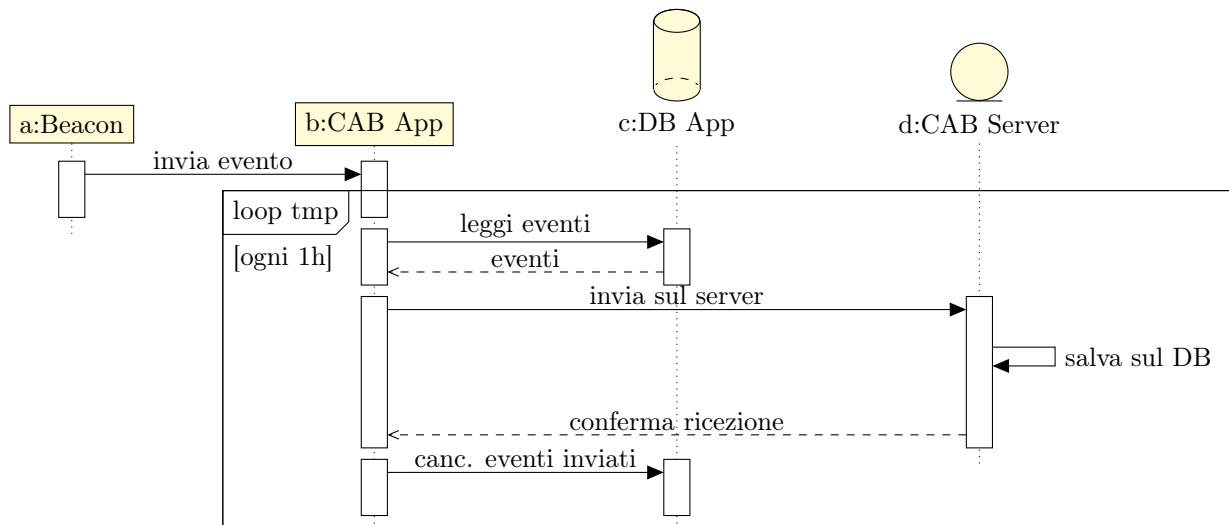 a:Beacon
b:CAB App
c:DB App
d:CAB Server
invia evento
loop tmp
[ogni 1h]
leggi eventi
eventi
invia sul server
salva sul DB
conferma ricezione
canc. eventi inviati